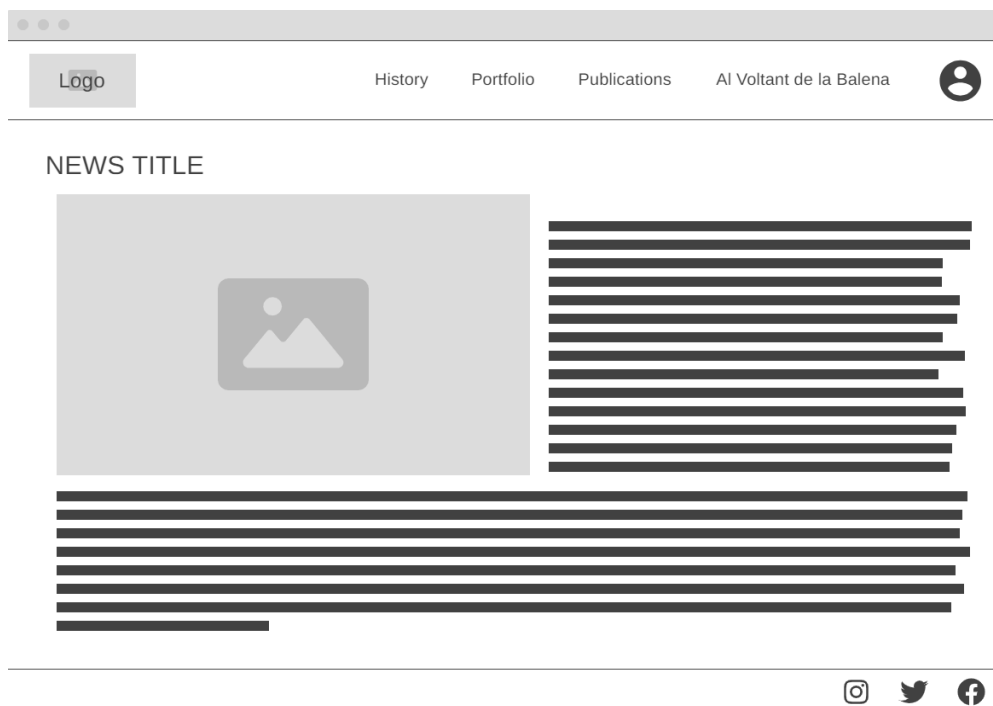 Logo
History Portfolio Publications Al Voltant de la Balena
NEWS TITLE